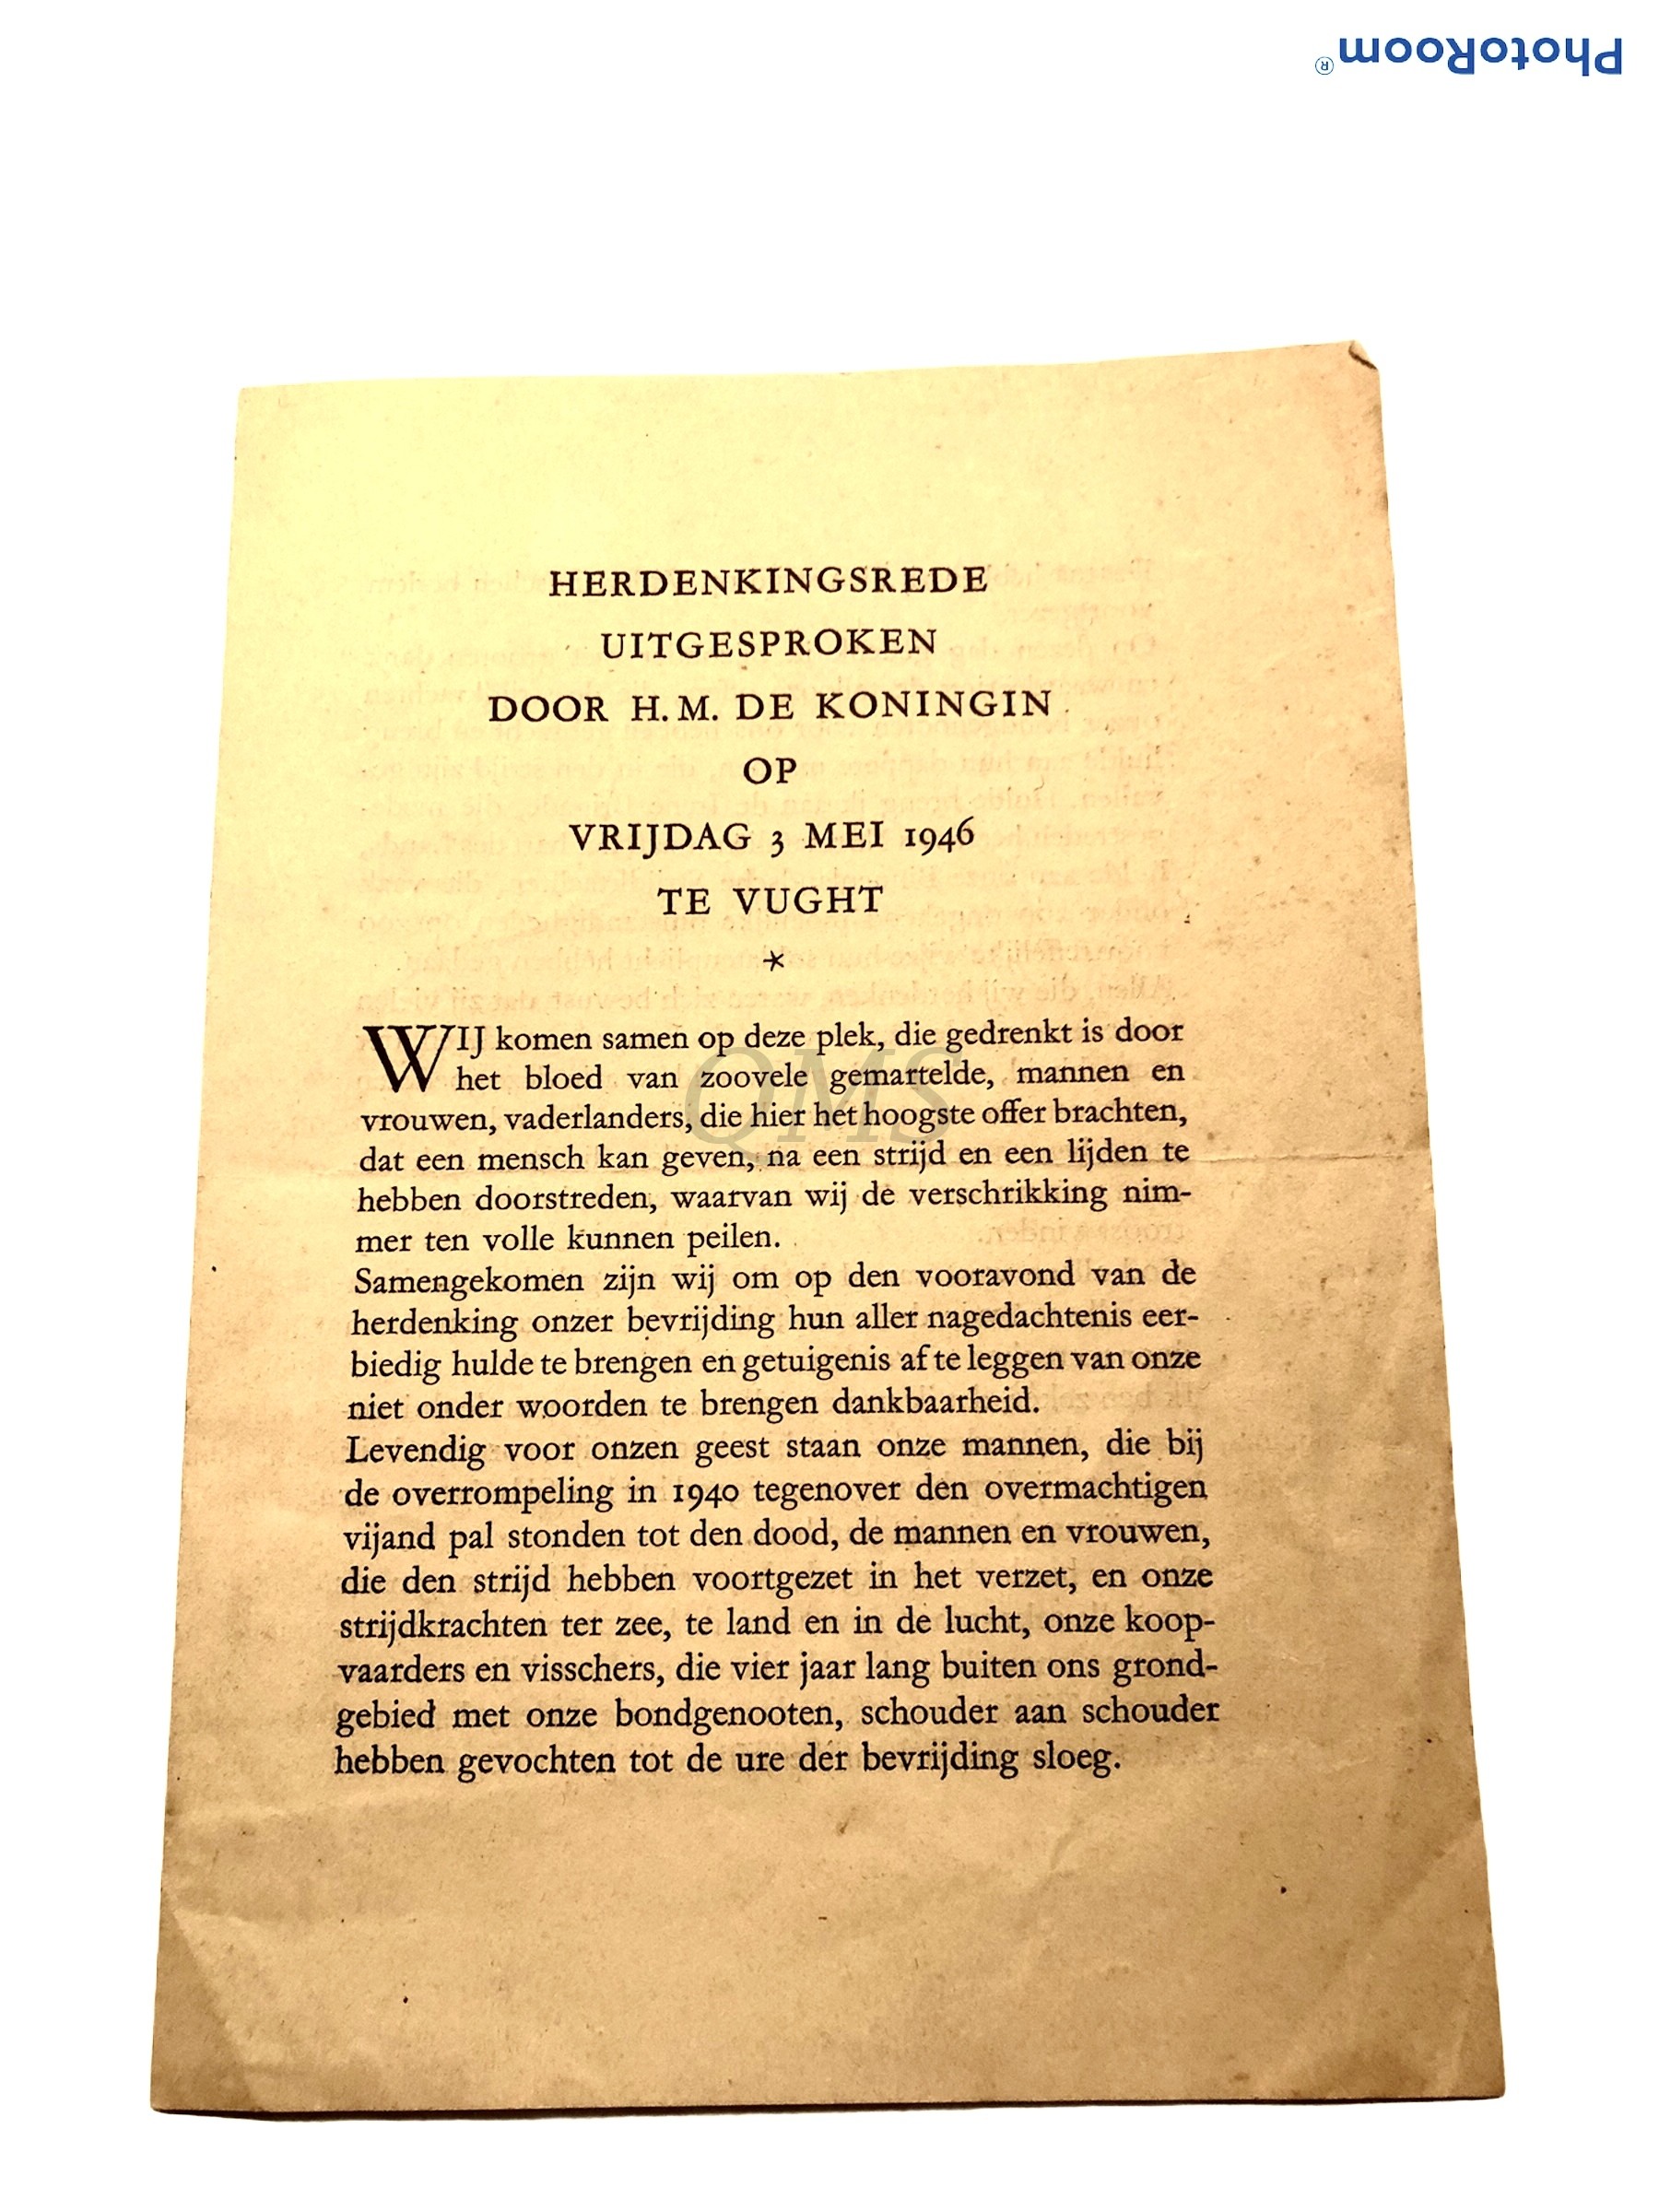 PhotoRoom®
HERDENKINGSREDE
UITGESPROKEN
DOOR H. M. DE KONINGIN
OP
VRIJDAG 3 MEI 1946
TE VUGHT
*
WIJ komen samen op deze plek, die gedrenkt is door
het bloed van zoovele gemartelde, mannen en
vrouwen, vaderlanders, die hier het hoogste offer brachten,
dat een mensch kan geven, na een strijd en een lijden te
hebben doorstreden, waarvan wij de verschrikking nim-
mer ten volle kunnen peilen.
Samengekomen zijn wij om op den vooravond van de
herdenking onzer bevrijding hun aller nagedachtenis eer-
biedig hulde te brengen en getuigenis af te leggen van onze
niet onder woorden te brengen dankbaarheid.
Levendig voor onzen geest staan onze mannen, die bij
de overrompeling in 1940 tegenover den overmachtigen
vijand pal stonden tot den dood, de mannen en vrouwen,
die den strijd hebben voortgezet in het verzet, en onze
strijdkrachten ter zee, te land en in de lucht, onze koop-
vaarders en visschers, die vier jaar lang buiten ons grond-
gebied met onze bondgenooten, schouder aan schouder
hebben gevochten tot de ure der bevrijding sloeg.
QMS